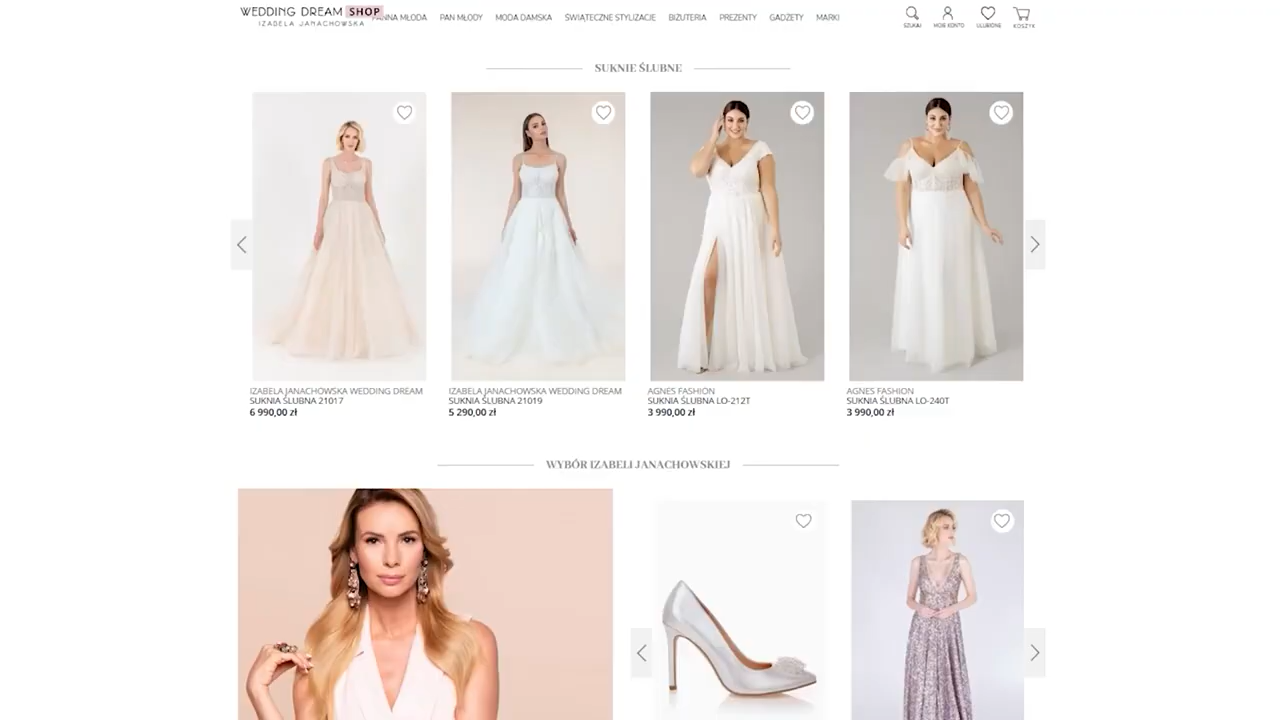 WEDDING DREAM SHOP
IZABELA JANACHOWSKA
PANNA MŁODA PAN MŁODY MODA DAMSKA ŚWIĄTECZNE STYLIZACJE BIŻUTERIA PREZENTY GADŻETY MARKI
SZUKAJ MOJE KONTO ULUBIONE KOSZYK
SUKNIE ŚLUBNE
IZABELA JANACHOWSKA WEDDING DREAM
SUKNIA ŚLUBNA 21017
6 990,00 zł
IZABELA JANACHOWSKA WEDDING DREAM
SUKNIA ŚLUBNA 21019
5 290,00 zł
AGNES FASHION
SUKNIA ŚLUBNA LO-212T
3 990,00 zł
AGNES FASHION
SUKNIA ŚLUBNA LO-240T
3 990,00 zł
WYBÓR IZABELI JANACHOWSKIEJ